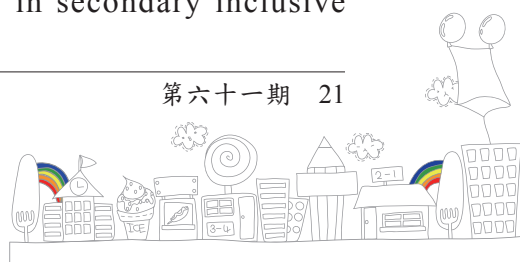 in secondary inclusive
第六十一期 21
2-1
ICE
3-4